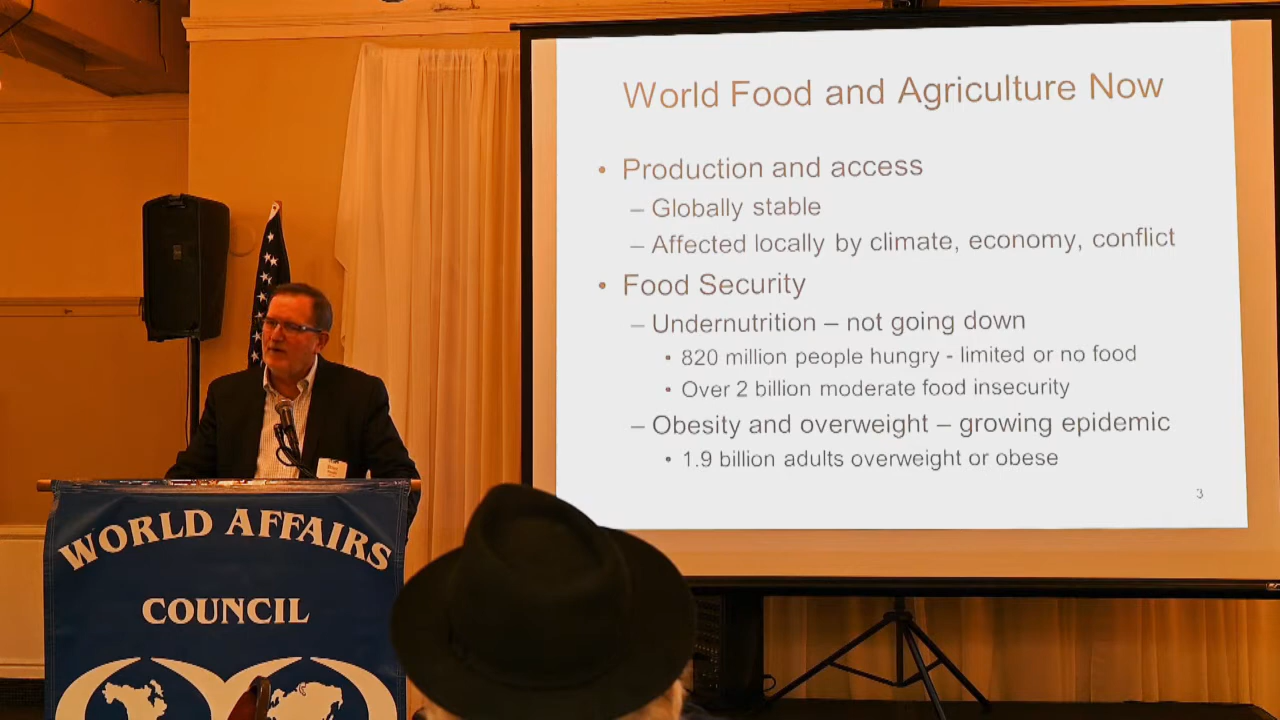 World Food and Agriculture Now
• Production and access
– Globally stable
– Affected locally by climate, economy, conflict
• Food Security
– Undernutrition – not going down
• 820 million people hungry - limited or no food
• Over 2 billion moderate food insecurity
– Obesity and overweight – growing epidemic
• 1.9 billion adults overweight or obese
3
WORLD AFFAIRS
COUNCIL